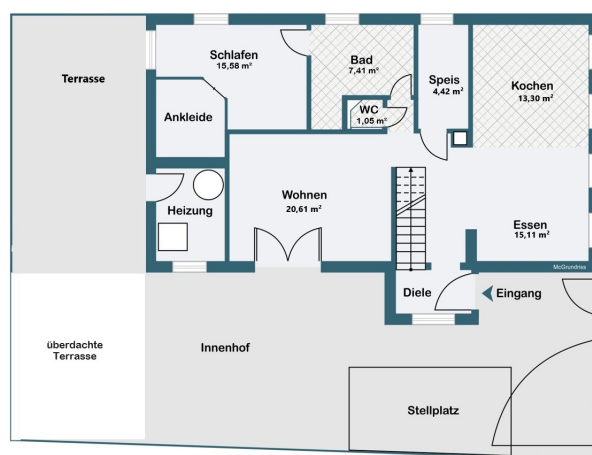 Terrasse
Schlafen
15,58 m²
Bad
7,41 m²
Speis
4,42 m²
Kochen
13,30 m²
Ankleide
WC
1,05 m²
Heizung
Wohnen
20,61 m²
Essen
15,11 m²
McGrundriss
Diele
Eingang
überdachte
Terrasse
Innenhof
Stellplatz